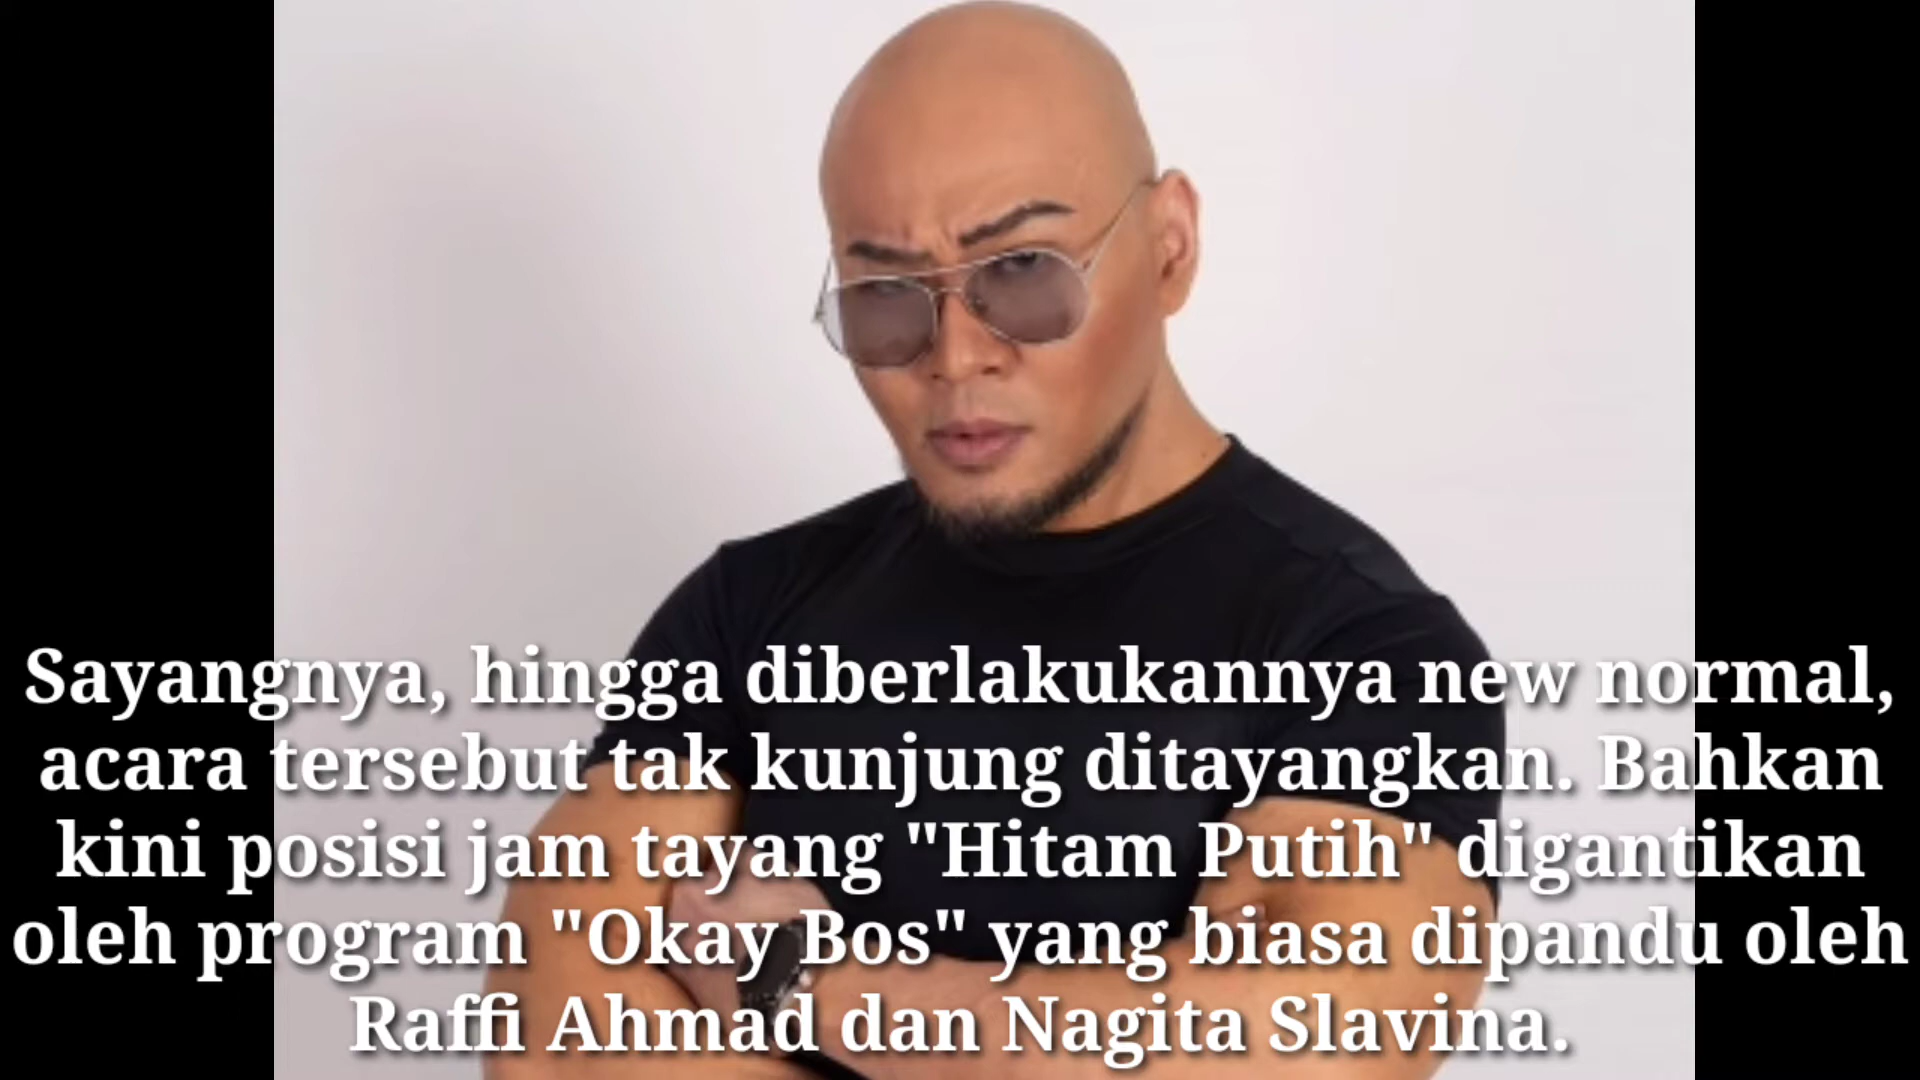 Sayangnya, hingga diberlakukannya new normal,
acara tersebut tak kunjung ditayangkan. Bahkan
kini posisi jam tayang "Hitam Putih" digantikan
oleh program "Okay Bos" yang biasa dipandu oleh
Raffi Ahmad dan Nagita Slavina.